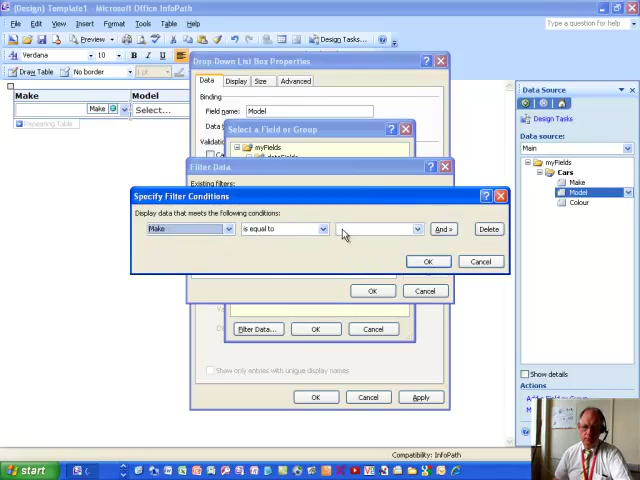 (Design) Template1 - Microsoft Office InfoPath
File Edit View Insert Format Tools Table Help
Type a question for help
Preview Design Tasks...
Verdana 10 B I U
Draw Table No border 1 pt
Make Model
Make Select...
Repeating Table
Drop-Down List Box Properties
Data Display Size Advanced
Binding
Field name: Model
Data
Validation
Select a Field or Group
myFields
dataFields
Filter Data
Existing filters:
Specify Filter Conditions
Display data that meets the following conditions:
Make is equal to And » Delete
OK Cancel
OK Cancel
Filter Data... OK Cancel
Show only entries with unique display names
OK Cancel Apply
Data Source
Design Tasks
Data source:
Main
myFields
Cars
Make
Model
Colour
Show details
Actions
Compatibility: InfoPath
start